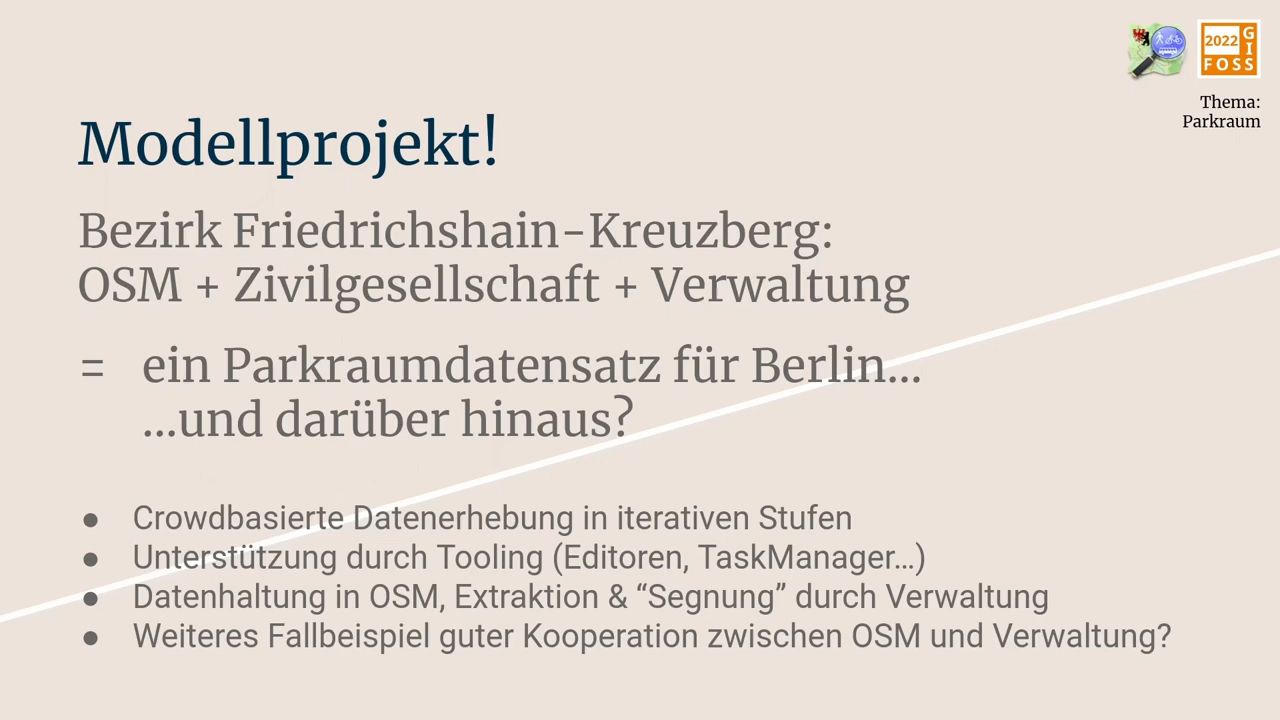 2022 GI
FOSS
Thema:
Parkraum
Modellprojekt!
Bezirk Friedrichshain-Kreuzberg:
OSM + Zivilgesellschaft + Verwaltung
= ein Parkraumdatensatz für Berlin...
...und darüber hinaus?
● Crowdbasierte Datenerhebung in iterativen Stufen
● Unterstützung durch Tooling (Editoren, TaskManager…)
● Datenhaltung in OSM, Extraktion & “Segnung” durch Verwaltung
● Weiteres Fallbeispiel guter Kooperation zwischen OSM und Verwaltung?